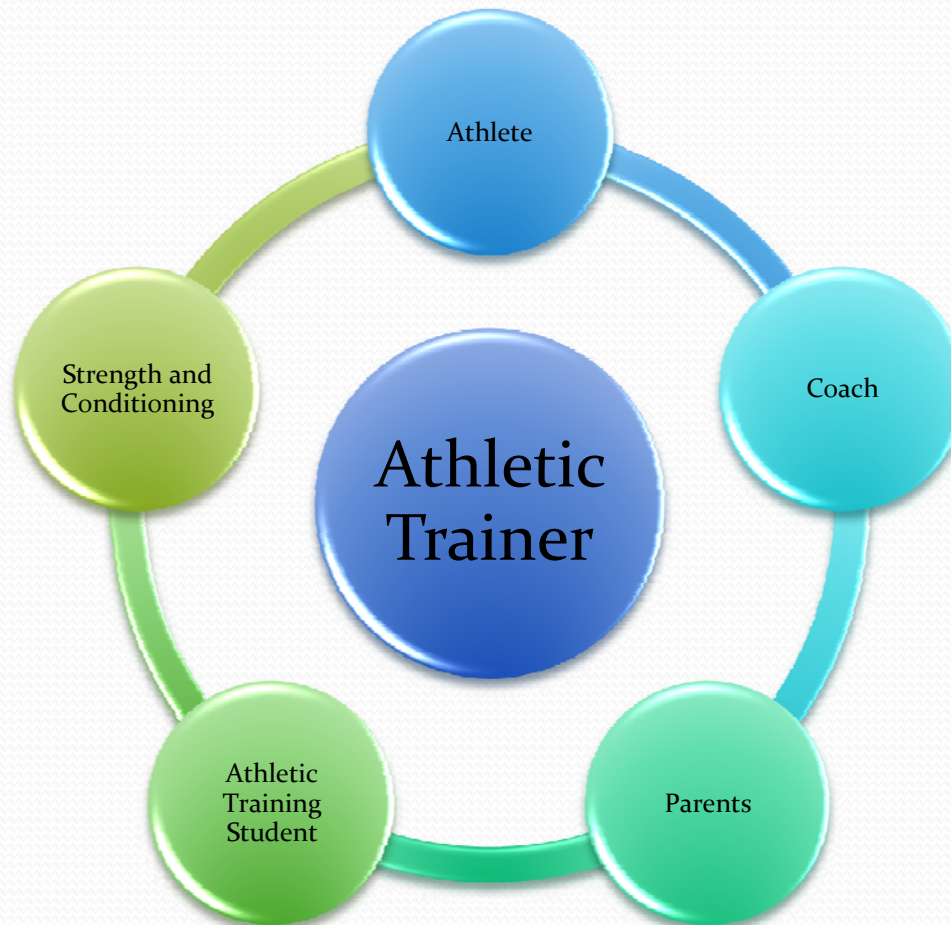 Athlete
Strength and
Conditioning
Coach
Athletic
Trainer
Athletic
Training
Student
Parents